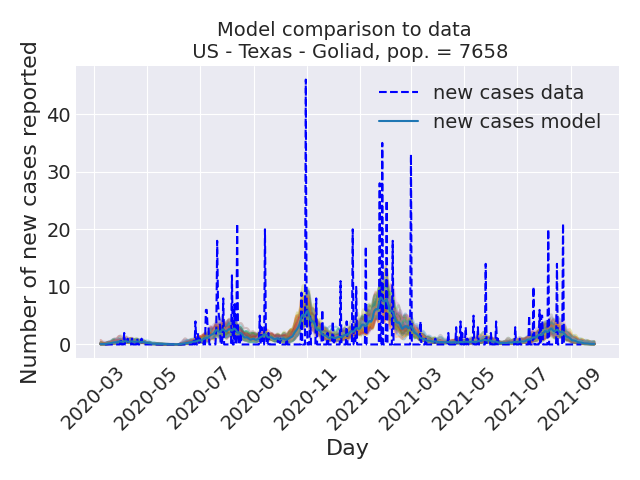 Model comparison to data
US - Texas - Goliad, pop. = 7658
Number of new cases reported
new cases data
new cases model
40
30
20
10
0
2020-03
2020-05
2020-07
2020-09
2020-11
2021-01
2021-03
2021-05
2021-07
2021-09
Day